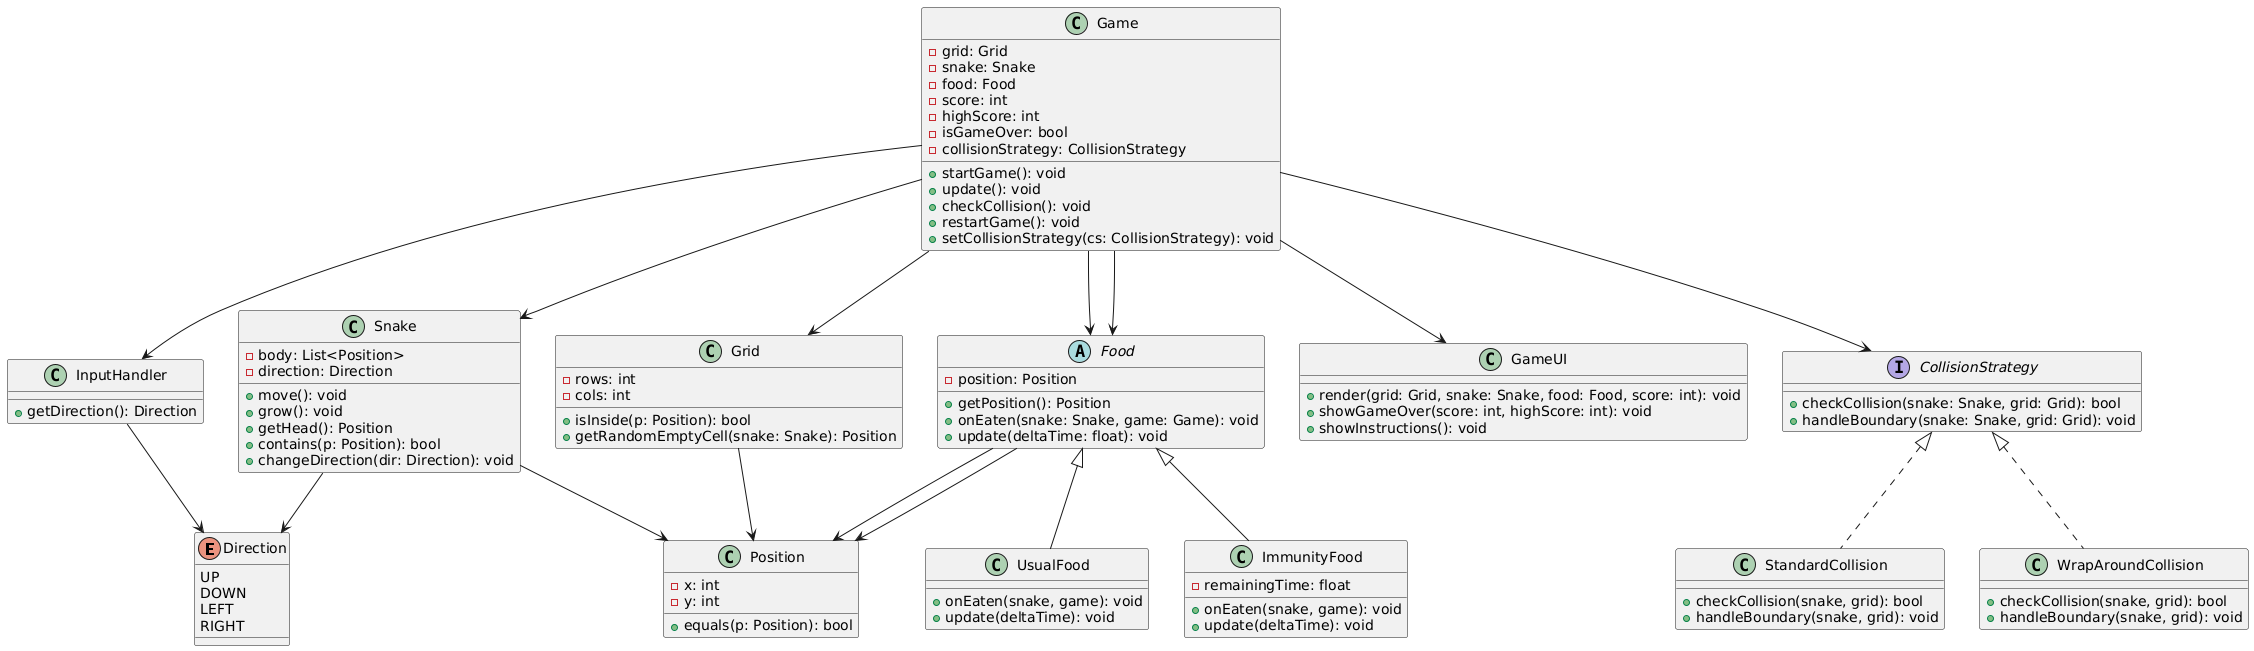 C Game
grid: Grid
snake: Snake
food: Food
score: int
highScore: int
isGameOver: bool
collisionStrategy: CollisionStrategy
startGame(): void
update(): void
checkCollision(): void
restartGame(): void
setCollisionStrategy(cs: CollisionStrategy): void
C InputHandler
getDirection(): Direction
C Snake
body: List<Position>
direction: Direction
move(): void
grow(): void
getHead(): Position
contains(p: Position): bool
changeDirection(dir: Direction): void
C Grid
rows: int
cols: int
isInside(p: Position): bool
getRandomEmptyCell(snake: Snake): Position
A Food
position: Position
getPosition(): Position
onEaten(snake: Snake, game: Game): void
update(deltaTime: float): void
C GameUI
render(grid: Grid, snake: Snake, food: Food, score: int): void
showGameOver(score: int, highScore: int): void
showInstructions(): void
I CollisionStrategy
checkCollision(snake: Snake, grid: Grid): bool
handleBoundary(snake: Snake, grid: Grid): void
E Direction
UP
DOWN
LEFT
RIGHT
C Position
x: int
y: int
equals(p: Position): bool
C UsualFood
onEaten(snake, game): void
update(deltaTime): void
C ImmunityFood
remainingTime: float
onEaten(snake, game): void
update(deltaTime): void
C StandardCollision
checkCollision(snake, grid): bool
handleBoundary(snake, grid): void
C WrapAroundCollision
checkCollision(snake, grid): bool
handleBoundary(snake, grid): void